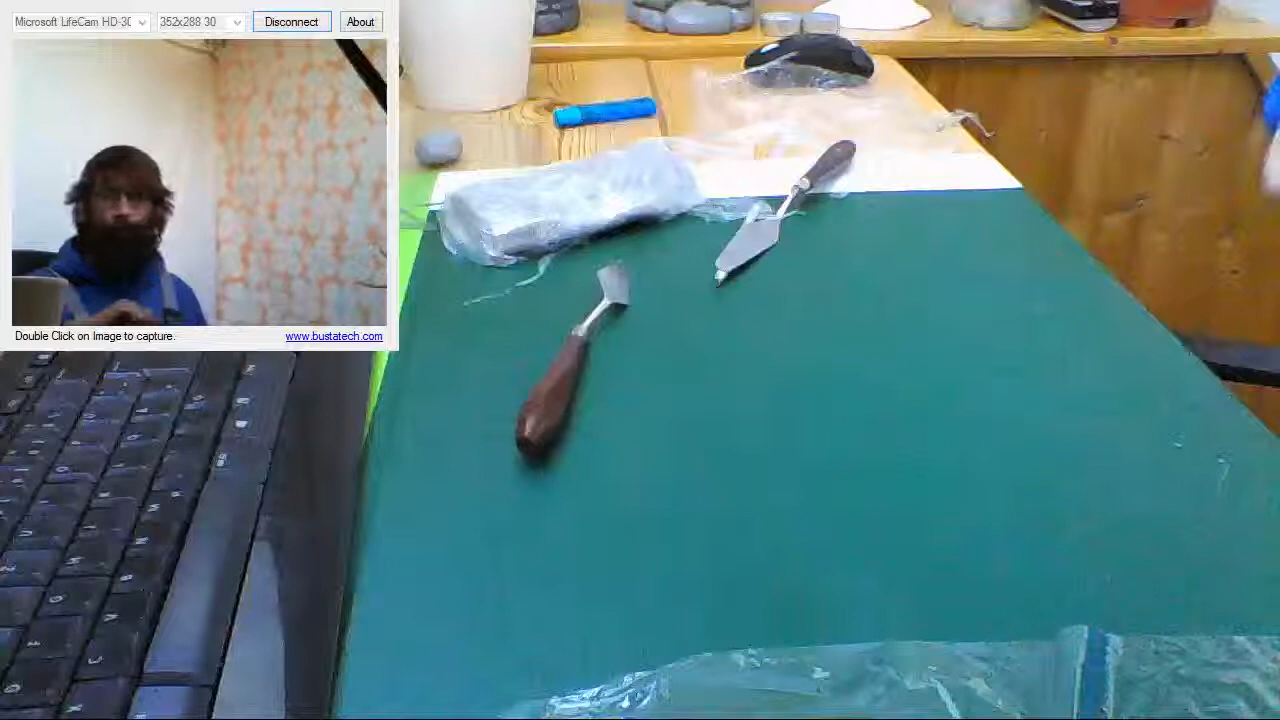 Microsoft LifeCam HD-30
352x288 30
Disconnect
About
Double Click on Image to capture.
www.bustatech.com